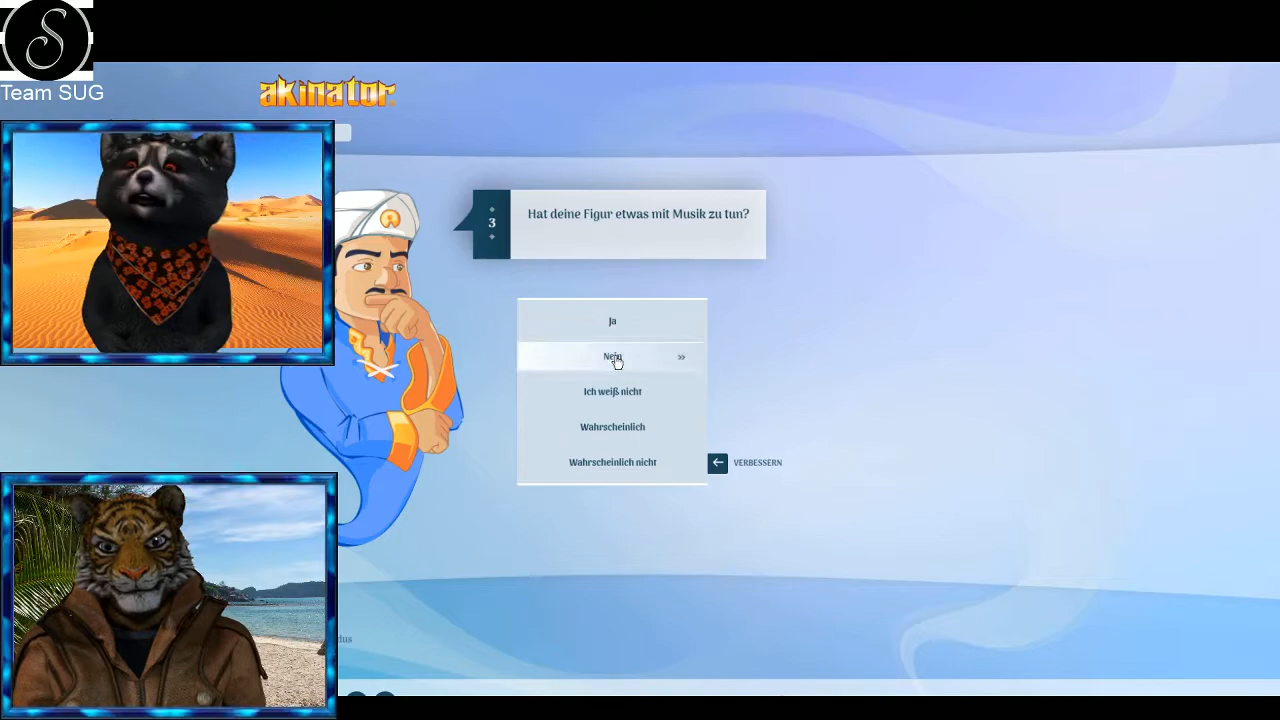 S
Team SUG
akinator
3
Hat deine Figur etwas mit Musik zu tun?
Ja
Nein
Ich weiß nicht
Wahrscheinlich
Wahrscheinlich nicht
VERBESSERN
dus